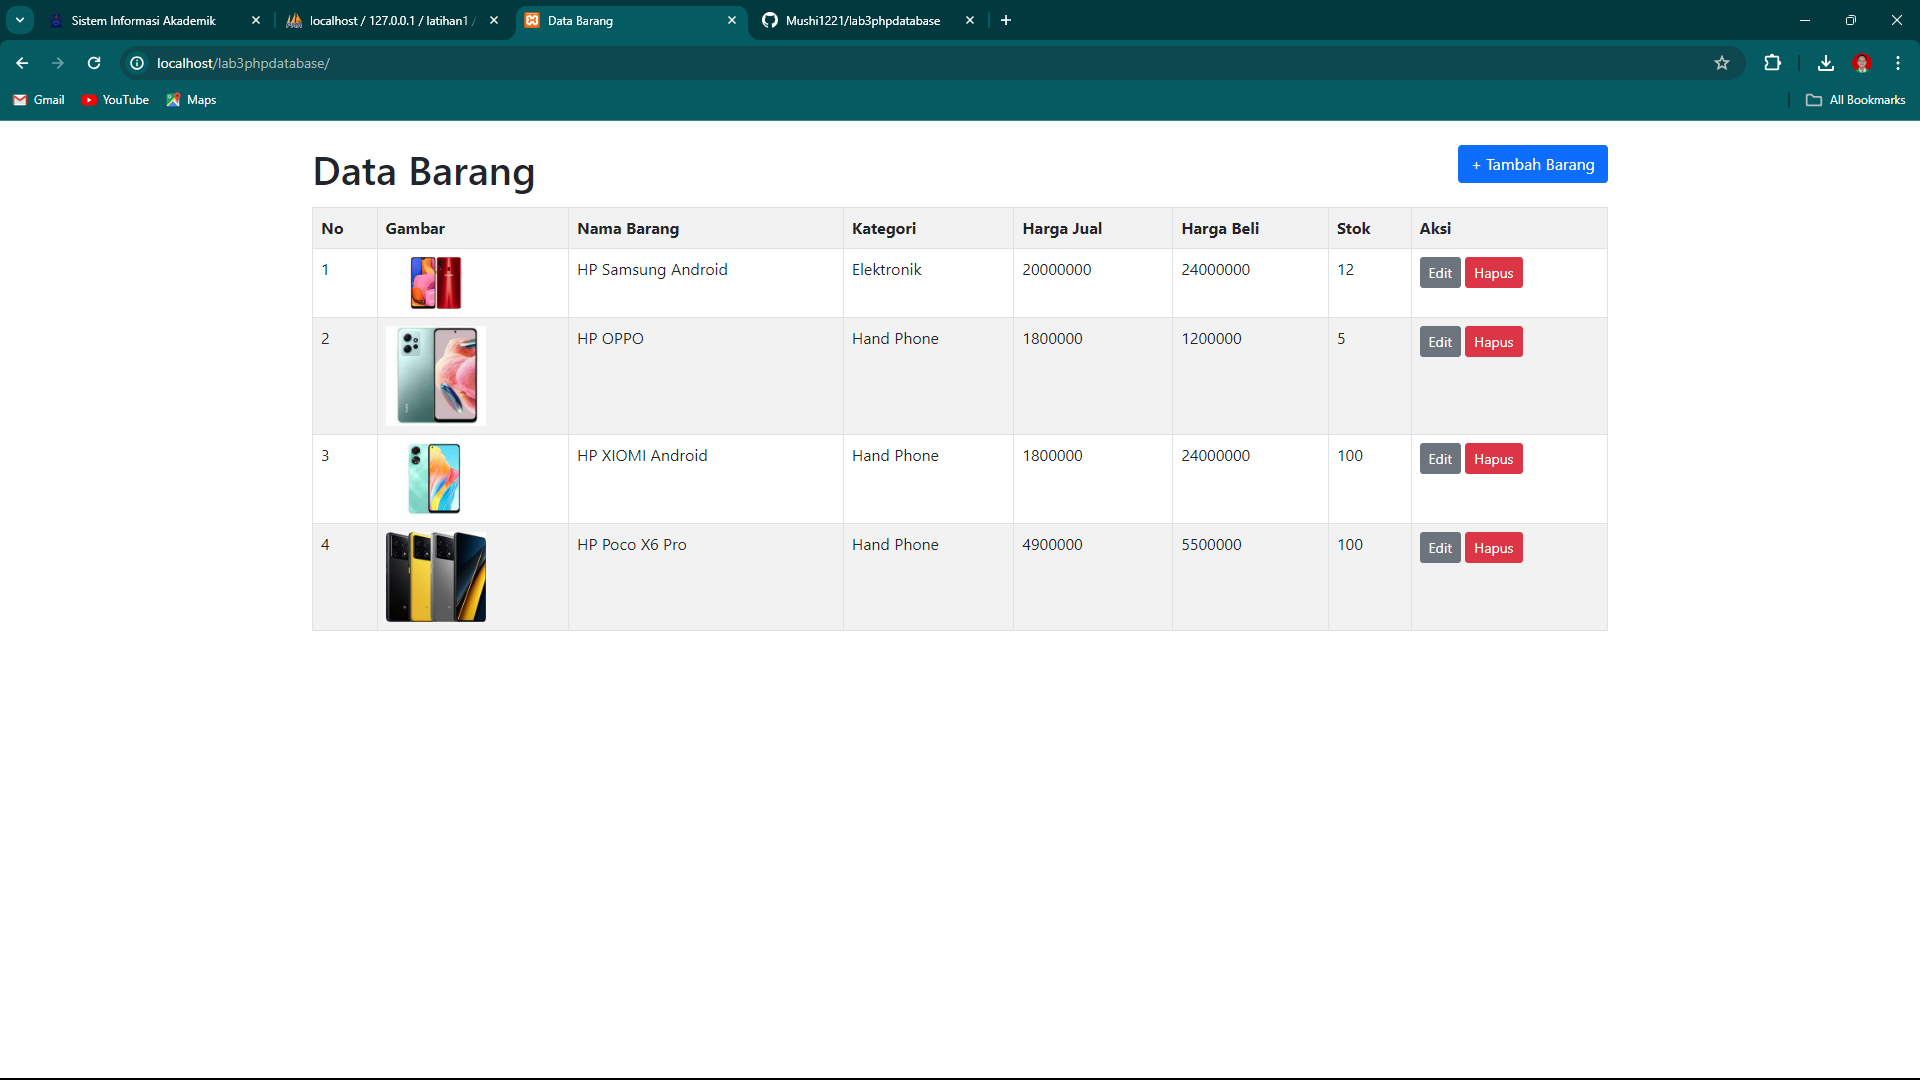 Sistem Informasi Akademik
localhost / 127.0.0.1 / latihan1 /
Data Barang
Mushi1221/lab3phpdatabase
localhost/lab3phpdatabase/
Gmail YouTube Maps All Bookmarks
Data Barang
+ Tambah Barang
No Gambar Nama Barang Kategori Harga Jual Harga Beli Stok Aksi
1 HP Samsung Android Elektronik 20000000 24000000 12 Edit Hapus
2 HP OPPO Hand Phone 1800000 1200000 5 Edit Hapus
3 HP XIOMI Android Hand Phone 1800000 24000000 100 Edit Hapus
4 HP Poco X6 Pro Hand Phone 4900000 5500000 100 Edit Hapus